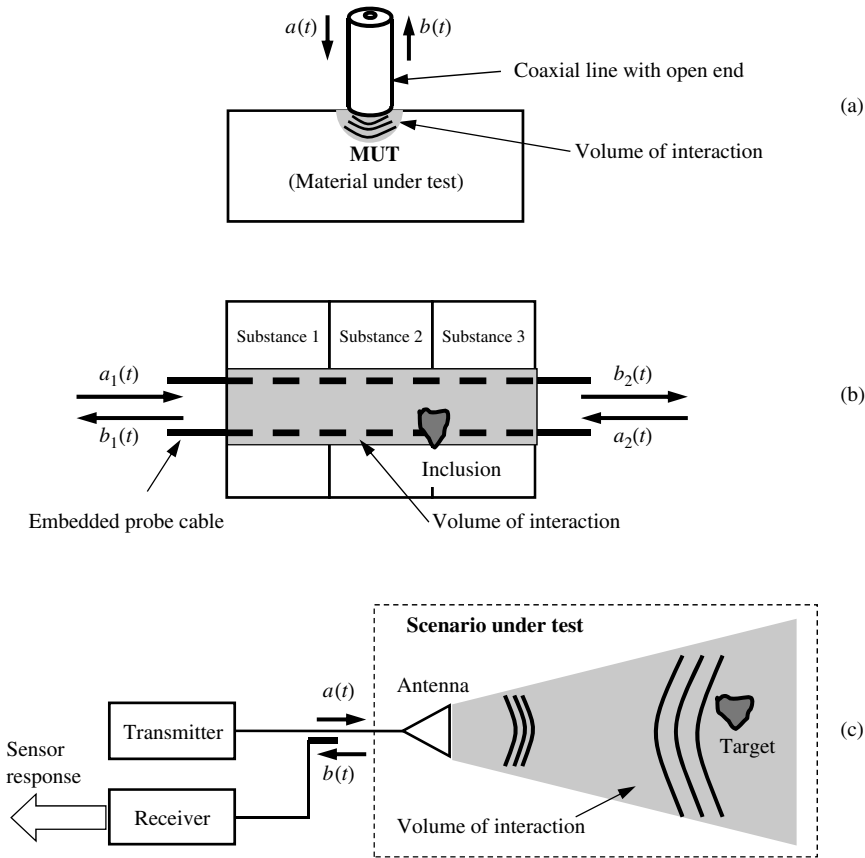 a(t)
b(t)
Coaxial line with open end
(a)
Volume of interaction
MUT
(Material under test)
Substance 1
Substance 2
Substance 3
a₁(t)
b₂(t)
(b)
b₁(t)
a₂(t)
Inclusion
Embedded probe cable
Volume of interaction
Scenario under test
a(t)
Antenna
Transmitter
(c)
Target
b(t)
Sensor
response
Receiver
Volume of interaction